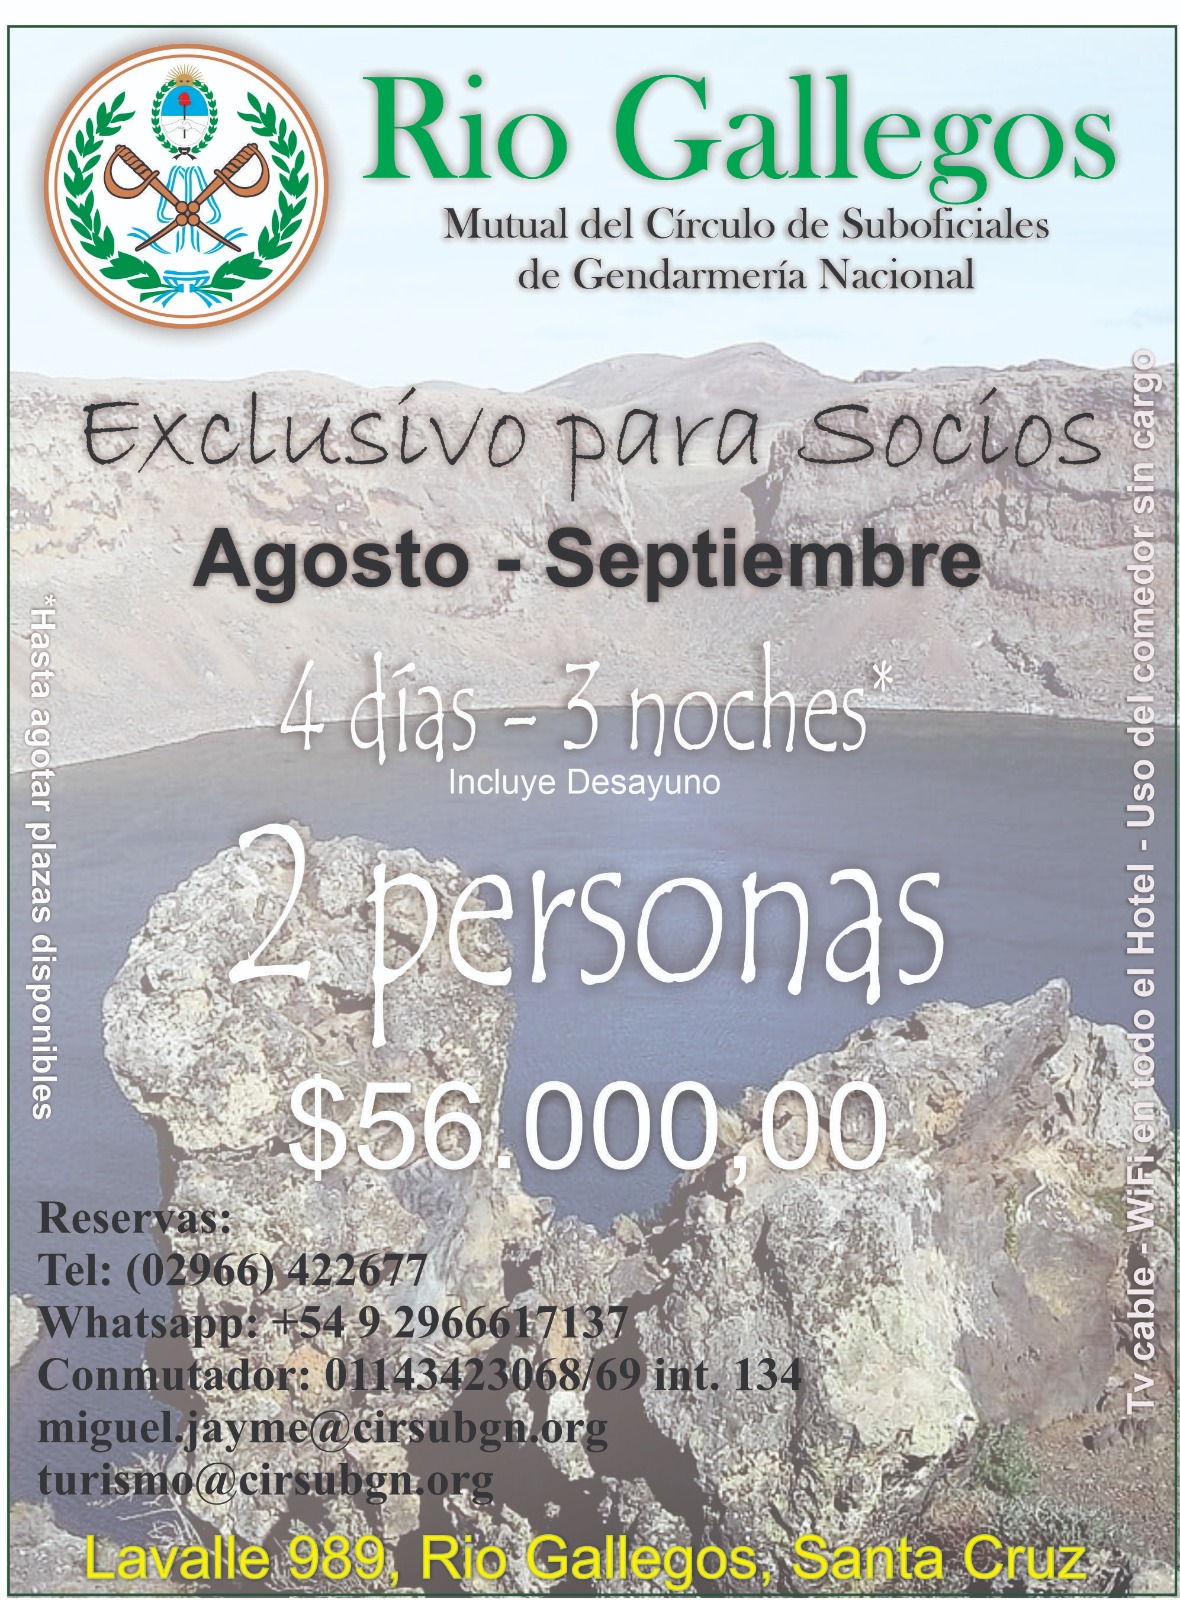 Rio Gallegos
Mutual del Círculo de Suboficiales
de Gendarmería Nacional
Exclusivo para Socios
Agosto - Septiembre
4 días - 3 noches*
Incluye Desayuno
2 personas
$56.000,00
*Hasta agotar plazas disponibles
Tv cable - WiFi en todo el Hotel - Uso del comedor sin cargo
Reservas:
Tel: (02966) 422677
Whatsapp: +54 9 2966617137
Conmutador: 01143423068/69 int. 134
miguel.jayme@cirsubgn.org
turismo@cirsubgn.org
Lavalle 989, Rio Gallegos, Santa Cruz